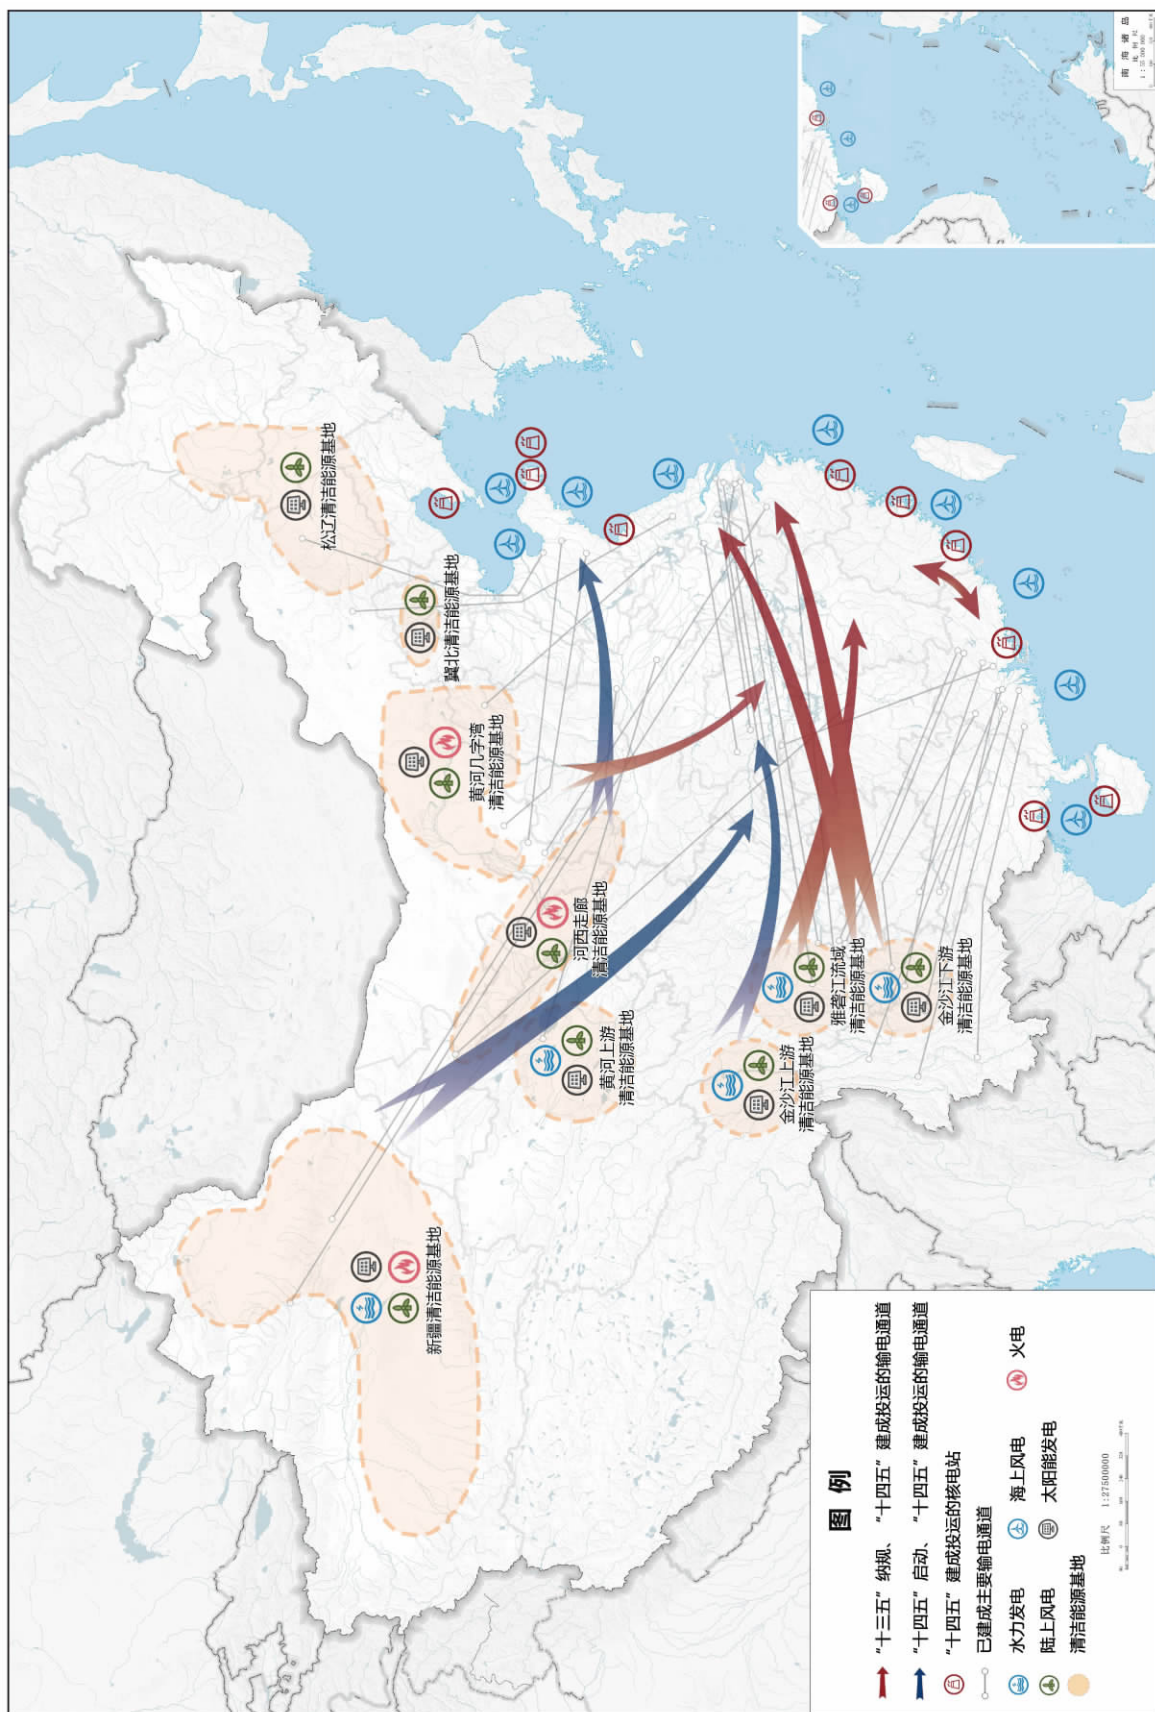 松辽清洁能源基地
冀北清洁能源基地
黄河几字湾
清洁能源基地
河西走廊
清洁能源基地
新疆清洁能源基地
黄河上游
清洁能源基地
金沙江上游
清洁能源基地
雅砻江流域
清洁能源基地
金沙江下游
清洁能源基地
图 例
“十三五”纳规、“十四五”建成投运的输电通道
“十四五”启动、“十四五”建成投运的输电通道
“十四五”建成投运的核电站
已建成主要输电通道
水力发电 海上风电 火电
陆上风电 太阳能发电
清洁能源基地
比例尺 1:27500000
南海诸岛
比例尺